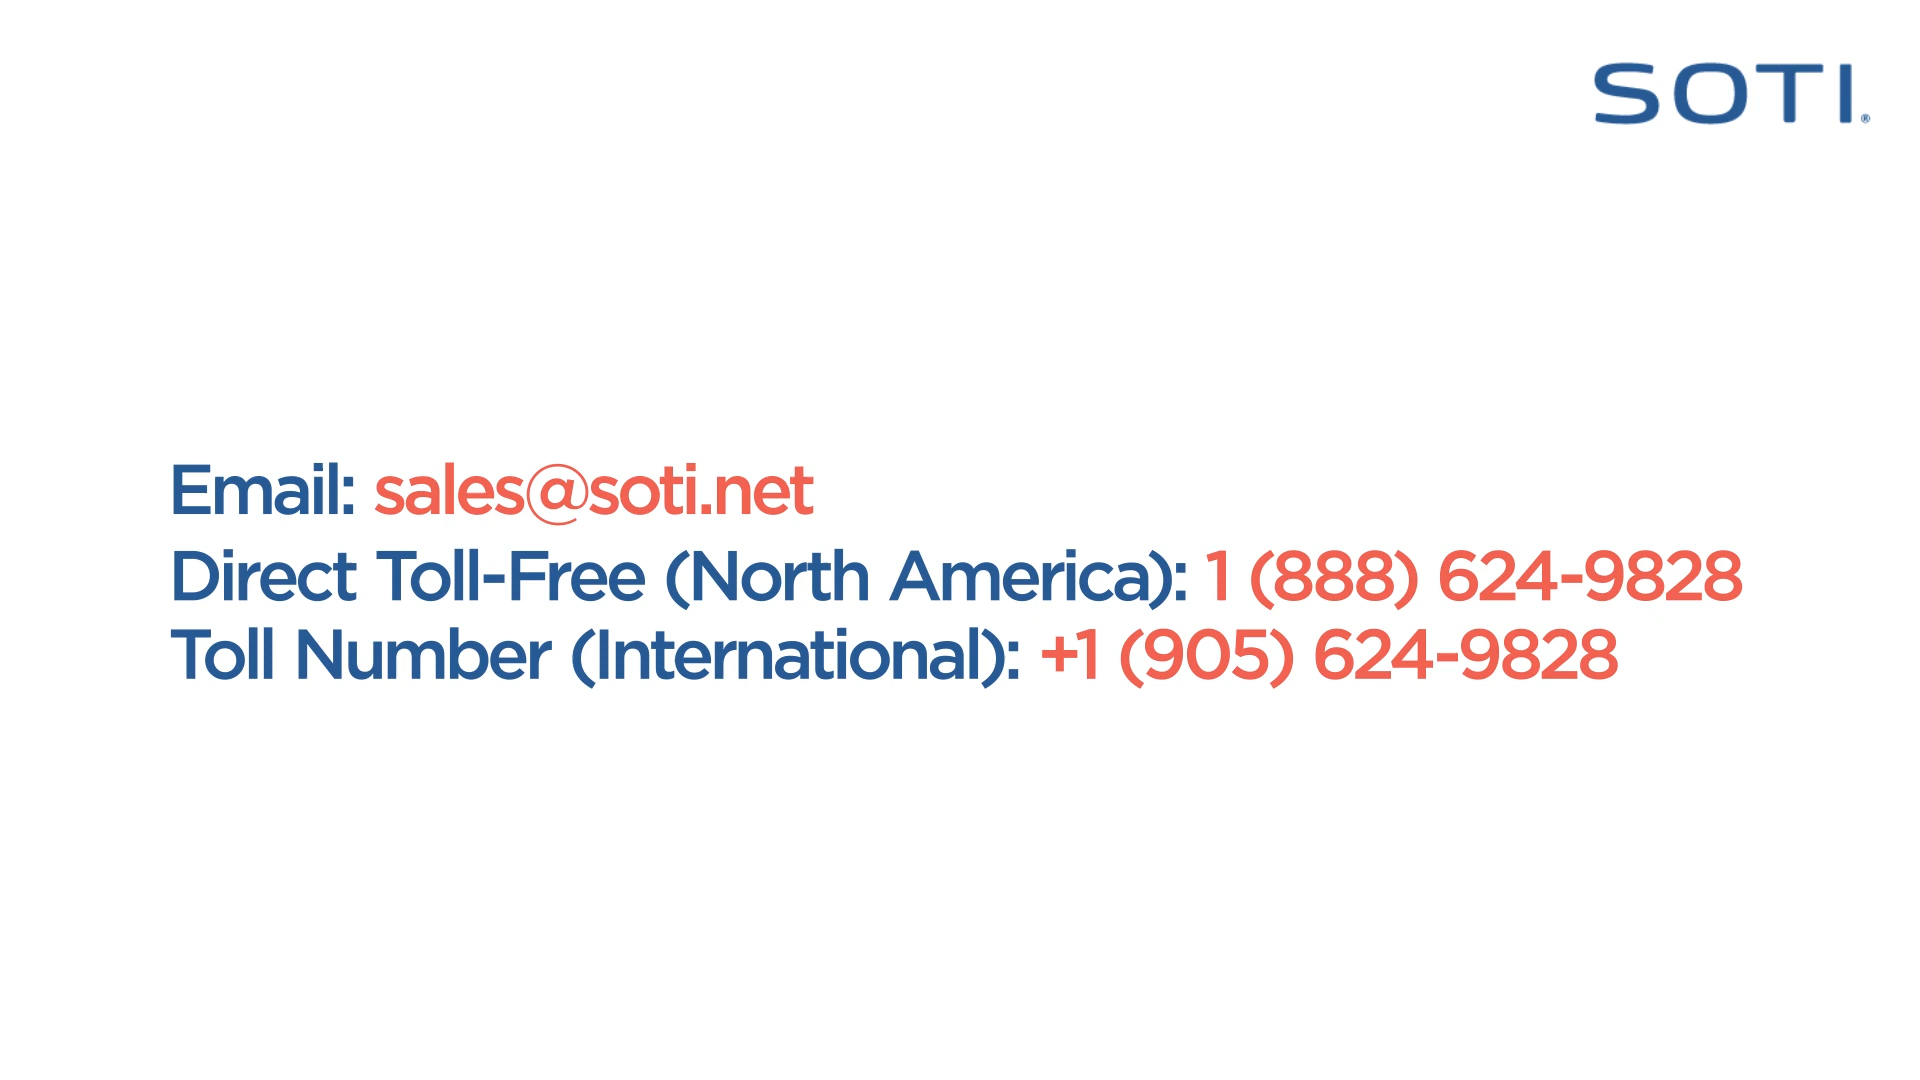 SOTI®
Email: sales@soti.net
Direct Toll-Free (North America): 1 (888) 624-9828
Toll Number (International): +1 (905) 624-9828